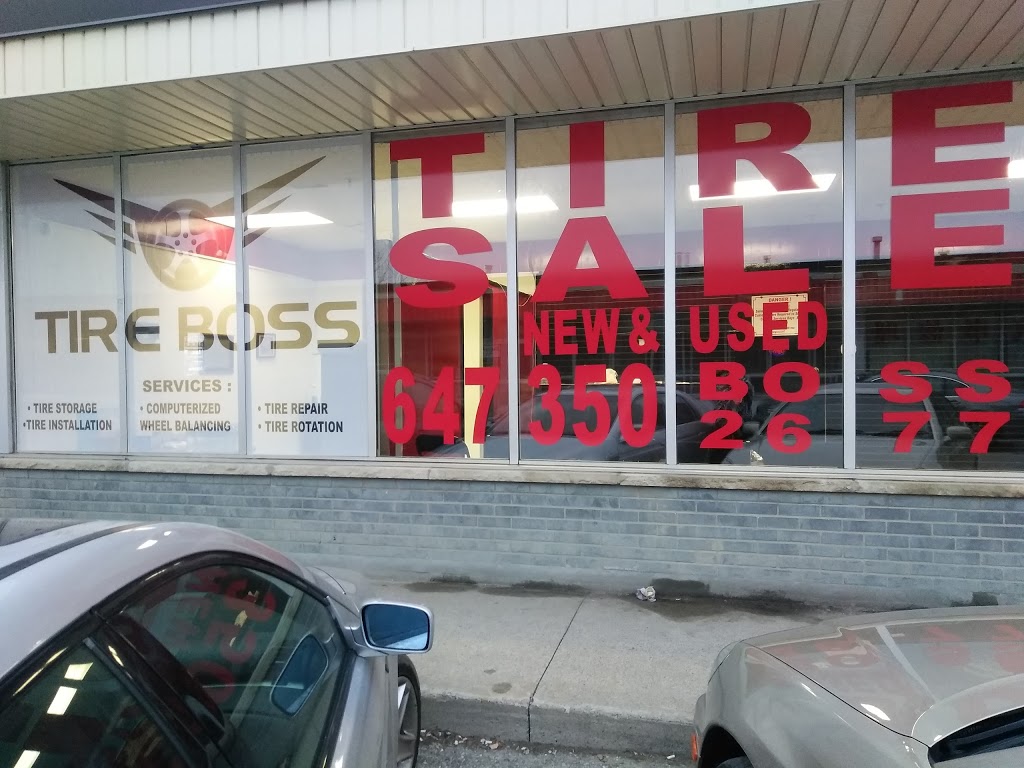 TIRE BOSS
SERVICES :
• TIRE STORAGE
• TIRE INSTALLATION
• COMPUTERIZED
WHEEL BALANCING
• TIRE REPAIR
• TIRE ROTATION
TIRE
SALE
NEW & USED
647 350 BOSS
2677
DANGER !